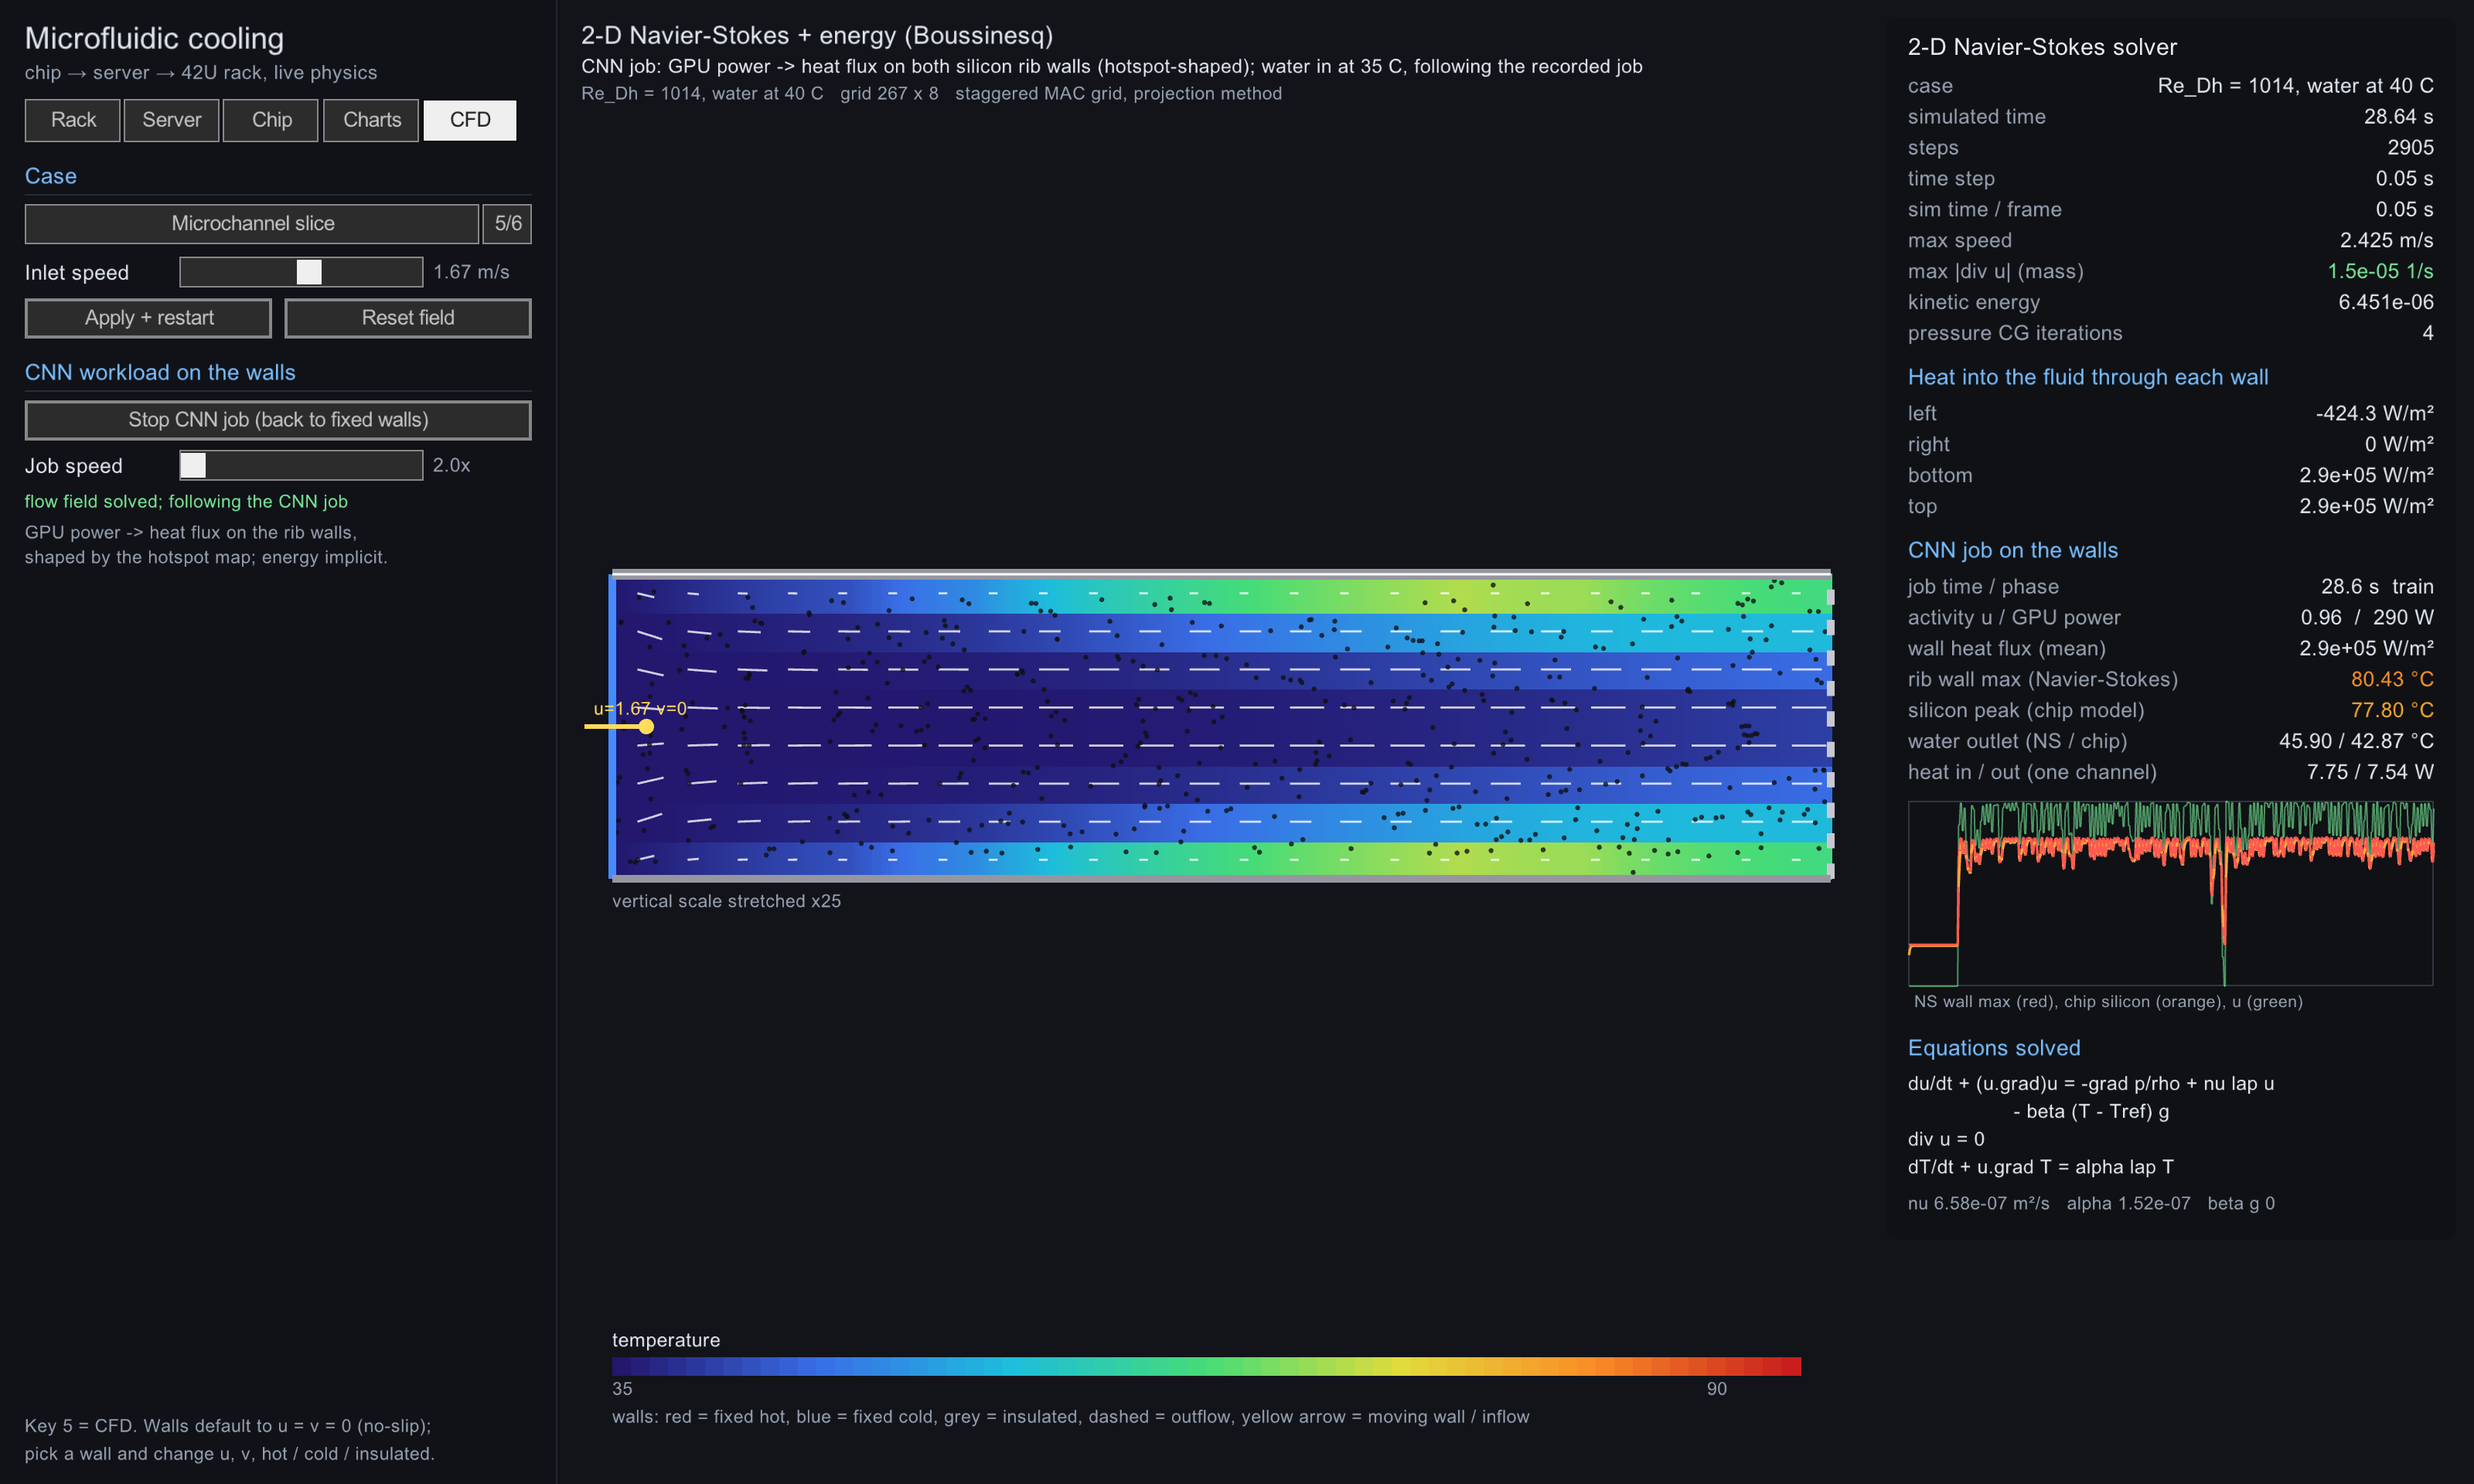 Microfluidic cooling
chip → server → 42U rack, live physics
Rack
Server
Chip
Charts
CFD
Case
Microchannel slice
5/6
Inlet speed
1.67 m/s
Apply + restart
Reset field
CNN workload on the walls
Stop CNN job (back to fixed walls)
Job speed
2.0x
flow field solved; following the CNN job
GPU power -> heat flux on the rib walls,
shaped by the hotspot map; energy implicit.
Key 5 = CFD. Walls default to u = v = 0 (no-slip);
pick a wall and change u, v, hot / cold / insulated.
2-D Navier-Stokes + energy (Boussinesq)
CNN job: GPU power -> heat flux on both silicon rib walls (hotspot-shaped); water in at 35 C, following the recorded job
Re_Dh = 1014, water at 40 C   grid 267 x 8   staggered MAC grid, projection method
u=1.67 v=0
vertical scale stretched x25
temperature
35
90
walls: red = fixed hot, blue = fixed cold, grey = insulated, dashed = outflow, yellow arrow = moving wall / inflow
2-D Navier-Stokes solver
case Re_Dh = 1014, water at 40 C
simulated time 28.64 s
steps 2905
time step 0.05 s
sim time / frame 0.05 s
max speed 2.425 m/s
max |div u| (mass) 1.5e-05 1/s
kinetic energy 6.451e-06
pressure CG iterations 4
Heat into the fluid through each wall
left -424.3 W/m²
right 0 W/m²
bottom 2.9e+05 W/m²
top 2.9e+05 W/m²
CNN job on the walls
job time / phase 28.6 s  train
activity u / GPU power 0.96  /  290 W
wall heat flux (mean) 2.9e+05 W/m²
rib wall max (Navier-Stokes) 80.43 °C
silicon peak (chip model) 77.80 °C
water outlet (NS / chip) 45.90 / 42.87 °C
heat in / out (one channel) 7.75 / 7.54 W
NS wall max (red), chip silicon (orange), u (green)
Equations solved
du/dt + (u.grad)u = -grad p/rho + nu lap u
- beta (T - Tref) g
div u = 0
dT/dt + u.grad T = alpha lap T
nu 6.58e-07 m²/s   alpha 1.52e-07   beta g 0